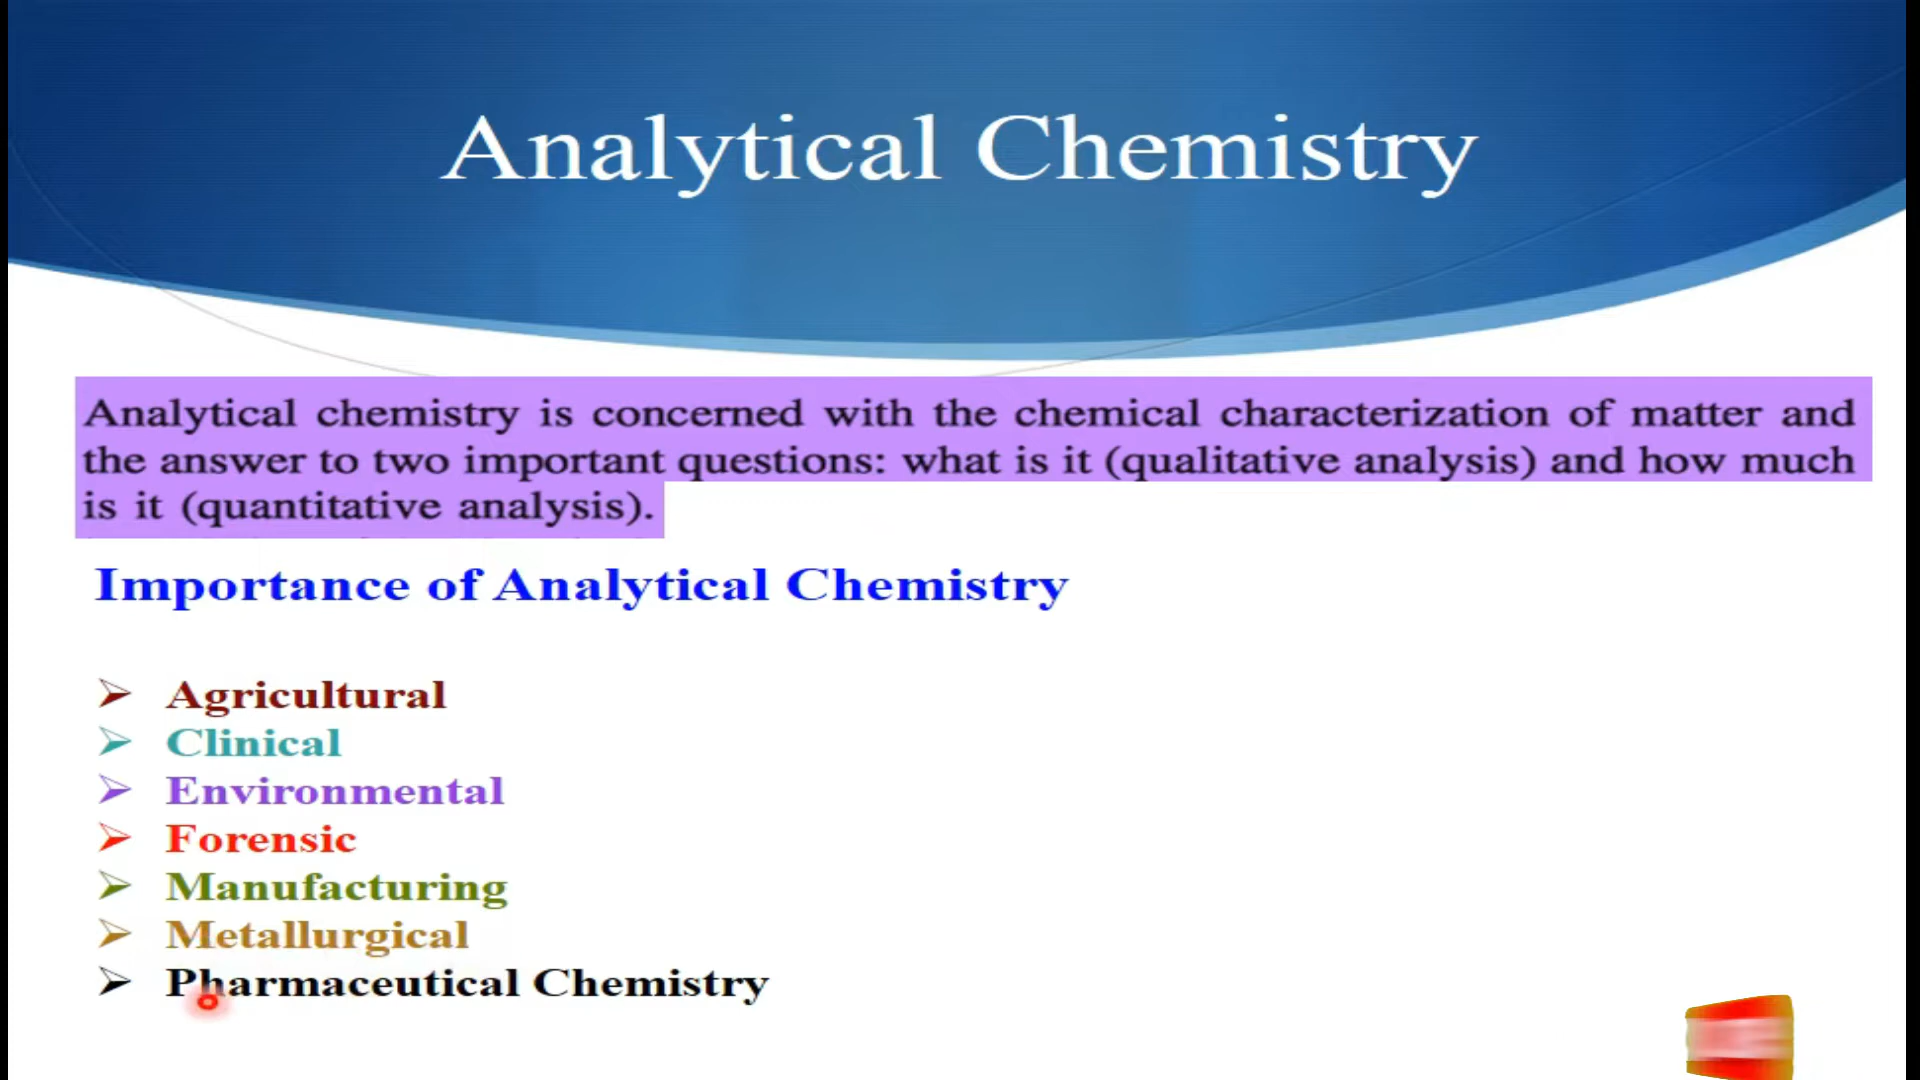 Analytical Chemistry
Analytical chemistry is concerned with the chemical characterization of matter and
the answer to two important questions: what is it (qualitative analysis) and how much
is it (quantitative analysis).
Importance of Analytical Chemistry
Agricultural
Clinical
Environmental
Forensic
Manufacturing
Metallurgical
Pharmaceutical Chemistry